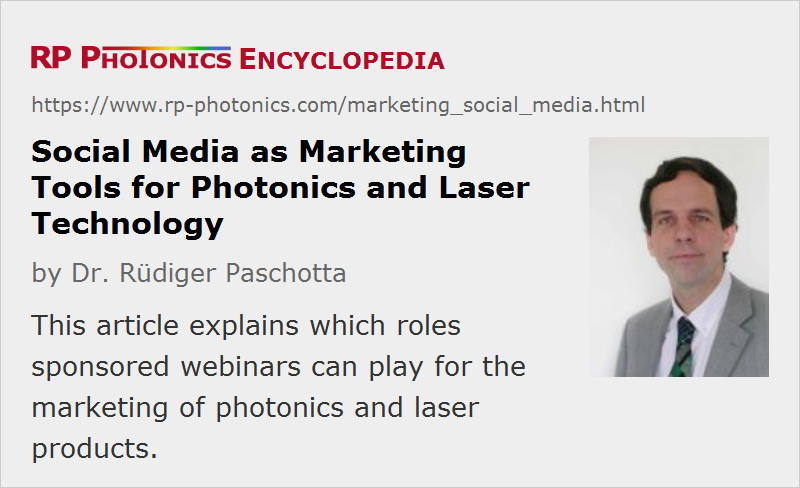 RP PHOTONICS ENCYCLOPEDIA
https://www.rp-photonics.com/marketing_social_media.html
Social Media as Marketing
Tools for Photonics and Laser
Technology
by Dr. Rüdiger Paschotta
This article explains which roles
sponsored webinars can play for the
marketing of photonics and laser
products.